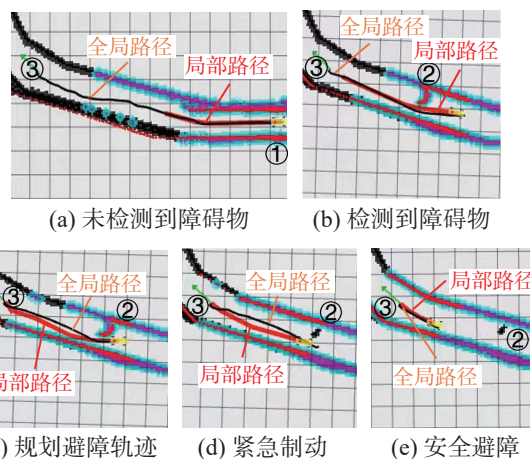 全局路径
③
局部路径
①
(a) 未检测到障碍物
全局路径
③
②
局部路径
(b) 检测到障碍物
③
全局路径
②
局部路径
) 规划避障轨迹
全局路径
③
②
局部路径
(d) 紧急制动
局部路径
③
②
全局路径
(e) 安全避障